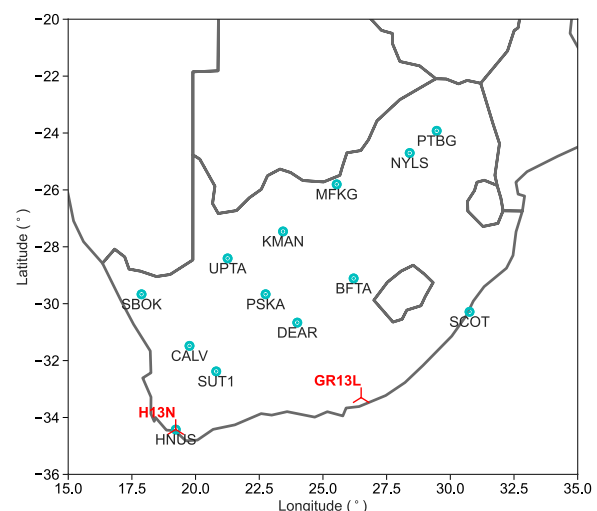 −20
−22
−24
−26
−28
−30
−32
−34
−36
Latitude (°)
PTBG
NYLS
MFKG
KMAN
UPTA
BFTA
SBOK
PSKA
SCOT
DEAR
CALV
SUT1
GR13L
H13N
HNUS
15.0 17.5 20.0 22.5 25.0 27.5 30.0 32.5 35.0
Longitude (°)